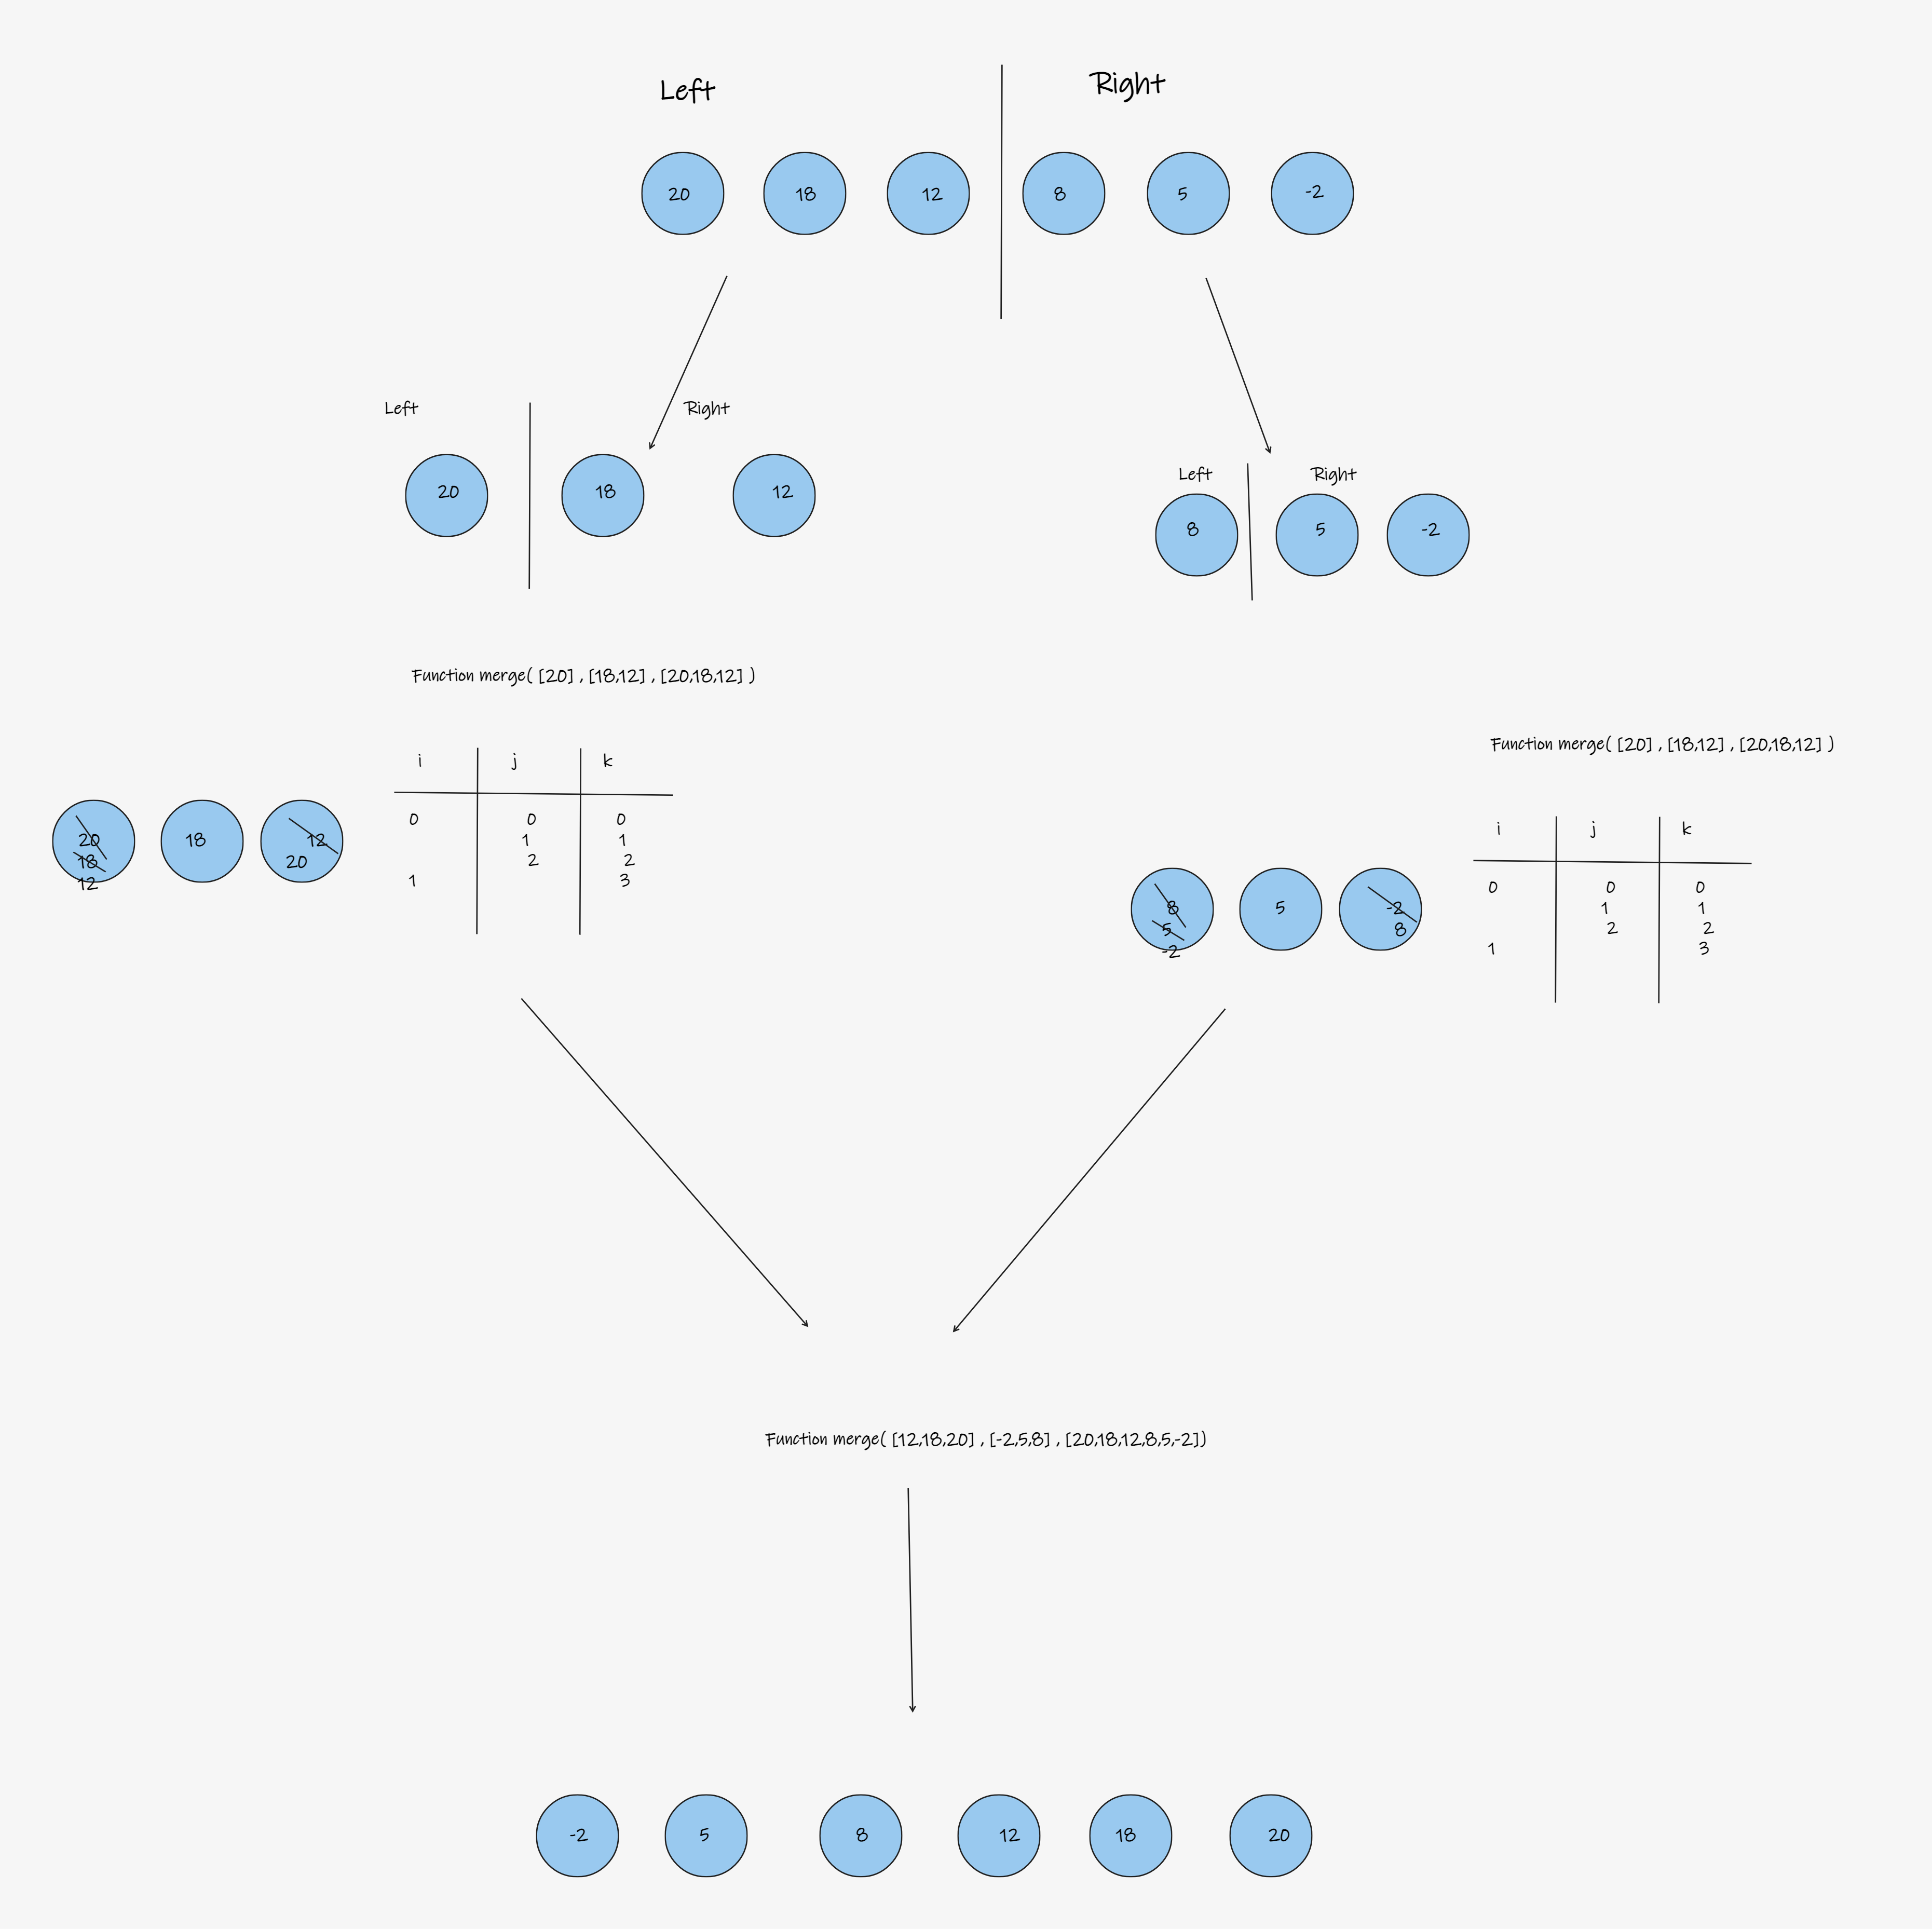 Left
Right
20 18 12 8 5 -2
Left
Right
20 18 12
Left
Right
8 5 -2
Function merge( [20] , [18,12] , [20,18,12] )
i j k
20 18 12
18 20
12
0 0 0
1 1
2 2
1 3
Function merge( [20] , [18,12] , [20,18,12] )
i j k
8 5 -2
5 8
-2
0 0 0
1 1
2 2
1 3
Function merge( [12,18,20] , [-2,5,8] , [20,18,12,8,5,-2])
-2 5 8 12 18 20